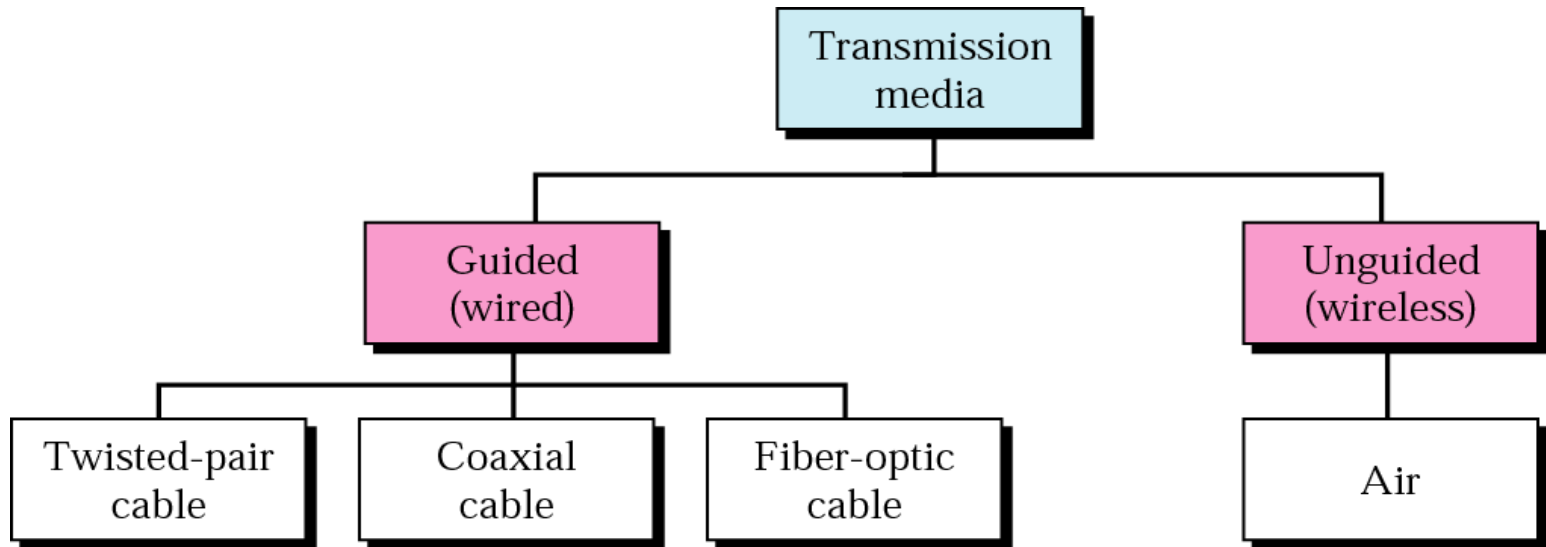 Transmission
media
Guided
(wired)
Unguided
(wireless)
Twisted-pair
cable
Coaxial
cable
Fiber-optic
cable
Air